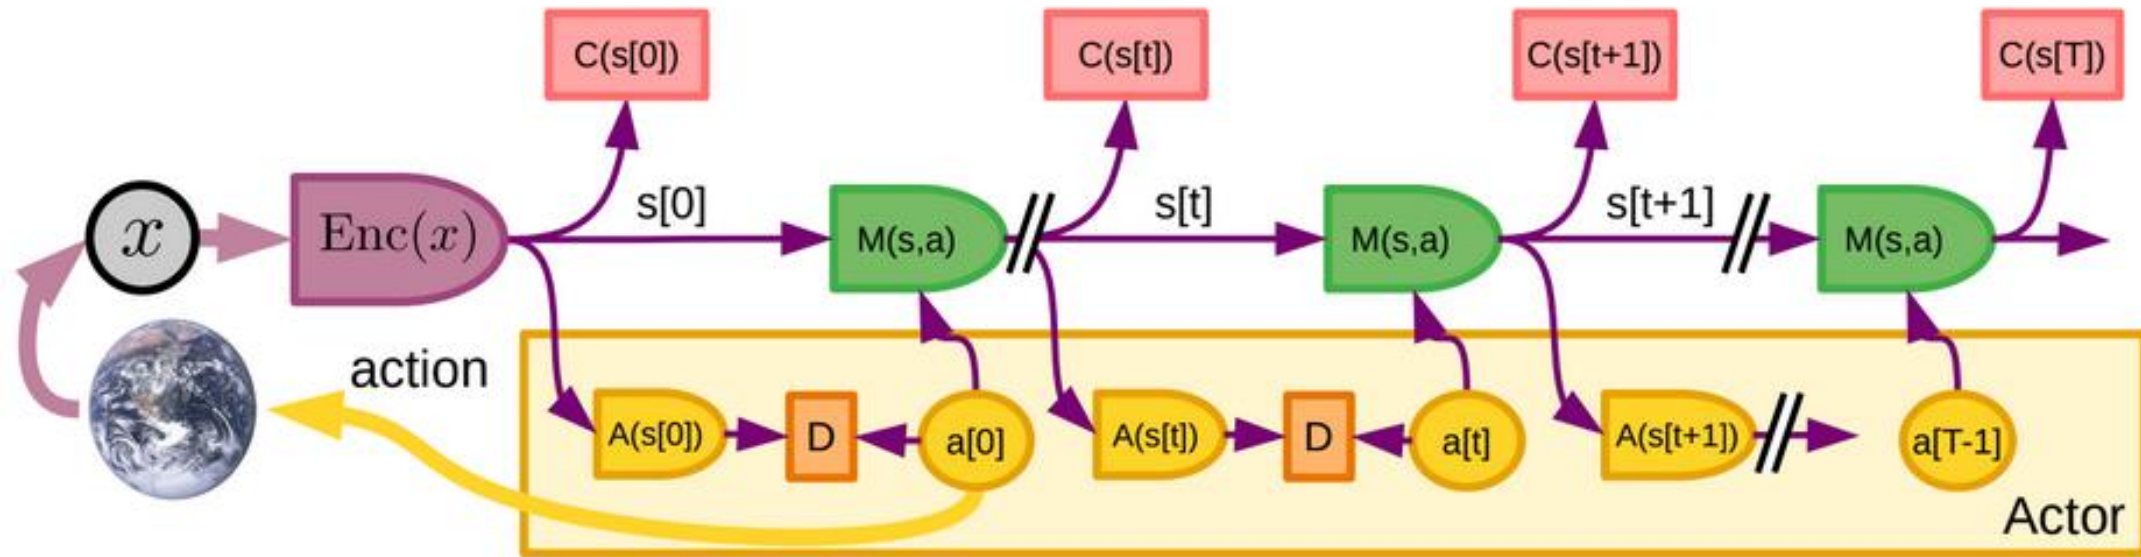 C(s[0])
C(s[t])
C(s[t+1])
C(s[T])
x
Enc(x)
s[0]
M(s,a)
s[t]
M(s,a)
s[t+1]
M(s,a)
action
A(s[0])
D
a[0]
A(s[t])
D
a[t]
A(s[t+1])
a[T-1]
Actor